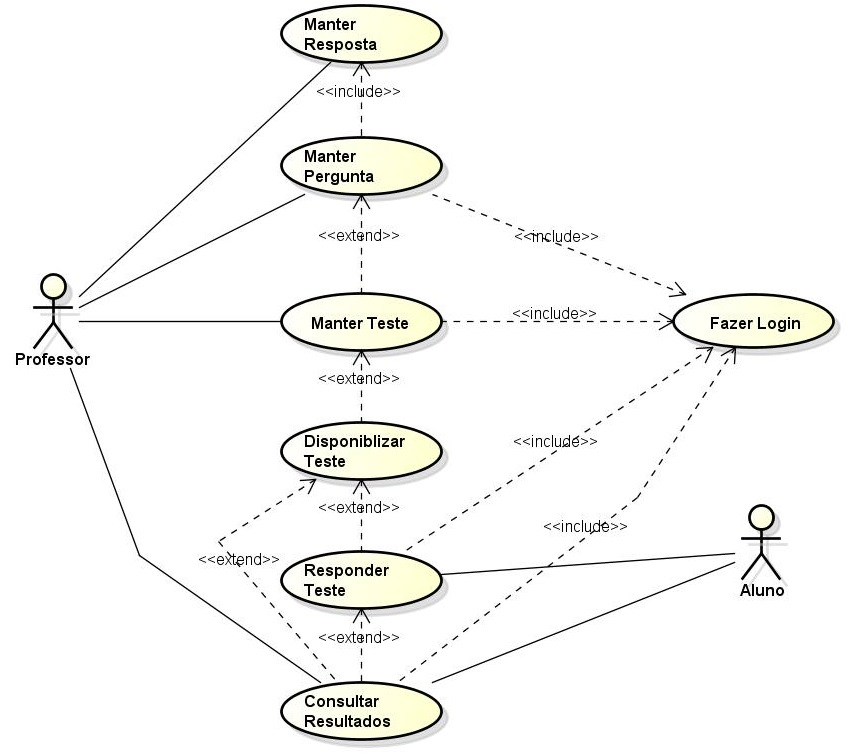 Manter
Resposta
<<include>>
Manter
Pergunta
<<extend>>
<<include>>
Manter Teste
<<include>>
Fazer Login
Professor
<<extend>>
Disponiblizar
Teste
<<include>>
<<extend>>
<<include>>
<<extend>>
Responder
Teste
Aluno
<<extend>>
Consultar
Resultados